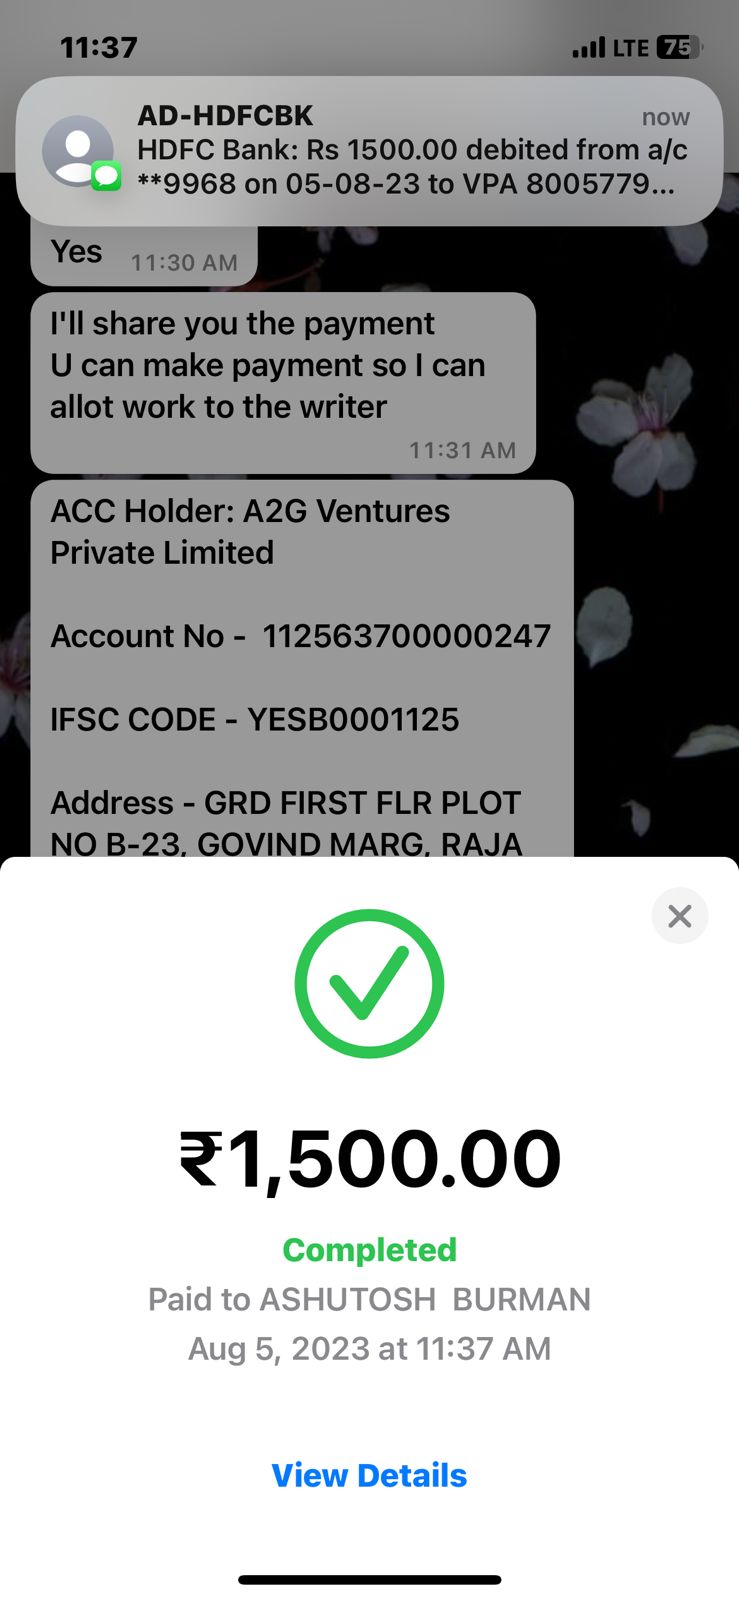 11:37
LTE 75
AD-HDFCBK now
HDFC Bank: Rs 1500.00 debited from a/c
**9968 on 05-08-23 to VPA 8005779...
Yes 11:30 AM
I'll share you the payment
U can make payment so I can
allot work to the writer
11:31 AM
ACC Holder: A2G Ventures
Private Limited
Account No - 112563700000247
IFSC CODE - YESB0001125
Address - GRD FIRST FLR PLOT
NO B-23, GOVIND MARG, RAJA
₹1,500.00
Completed
Paid to ASHUTOSH BURMAN
Aug 5, 2023 at 11:37 AM
View Details